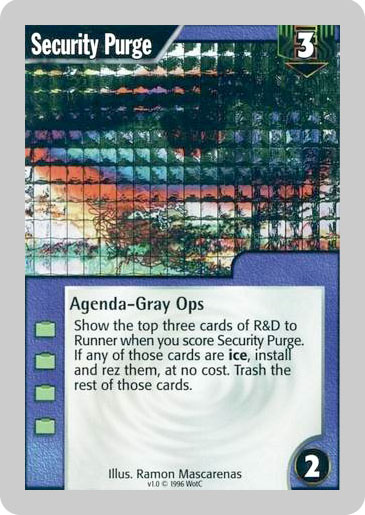 Security Purge
3
Agenda-Gray Ops
Show the top three cards of R&D to
Runner when you score Security Purge.
If any of those cards are ice, install
and rez them, at no cost. Trash the
rest of those cards.
Illus. Ramon Mascarenas
v1.0 © 1996 WotC
2